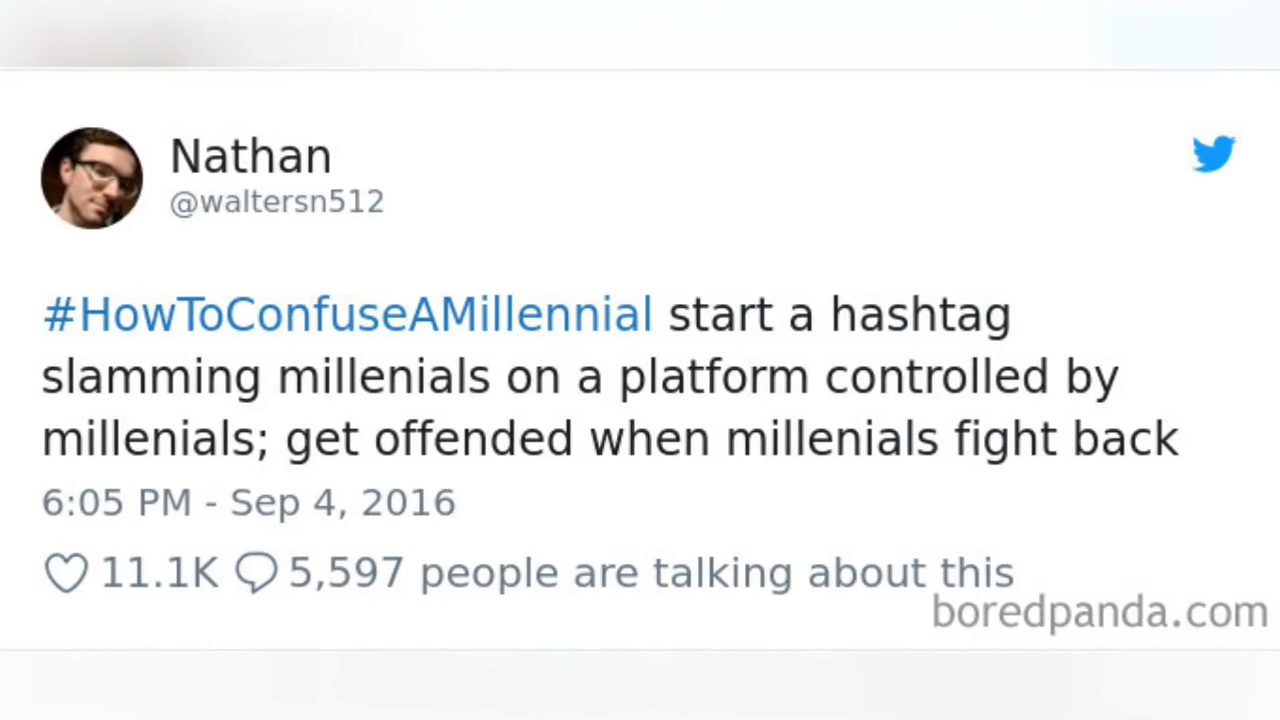 Nathan
@waltersn512
#HowToConfuseAMillennial start a hashtag
slamming millenials on a platform controlled by
millenials; get offended when millenials fight back
6:05 PM - Sep 4, 2016
11.1K 5,597 people are talking about this
boredpanda.com